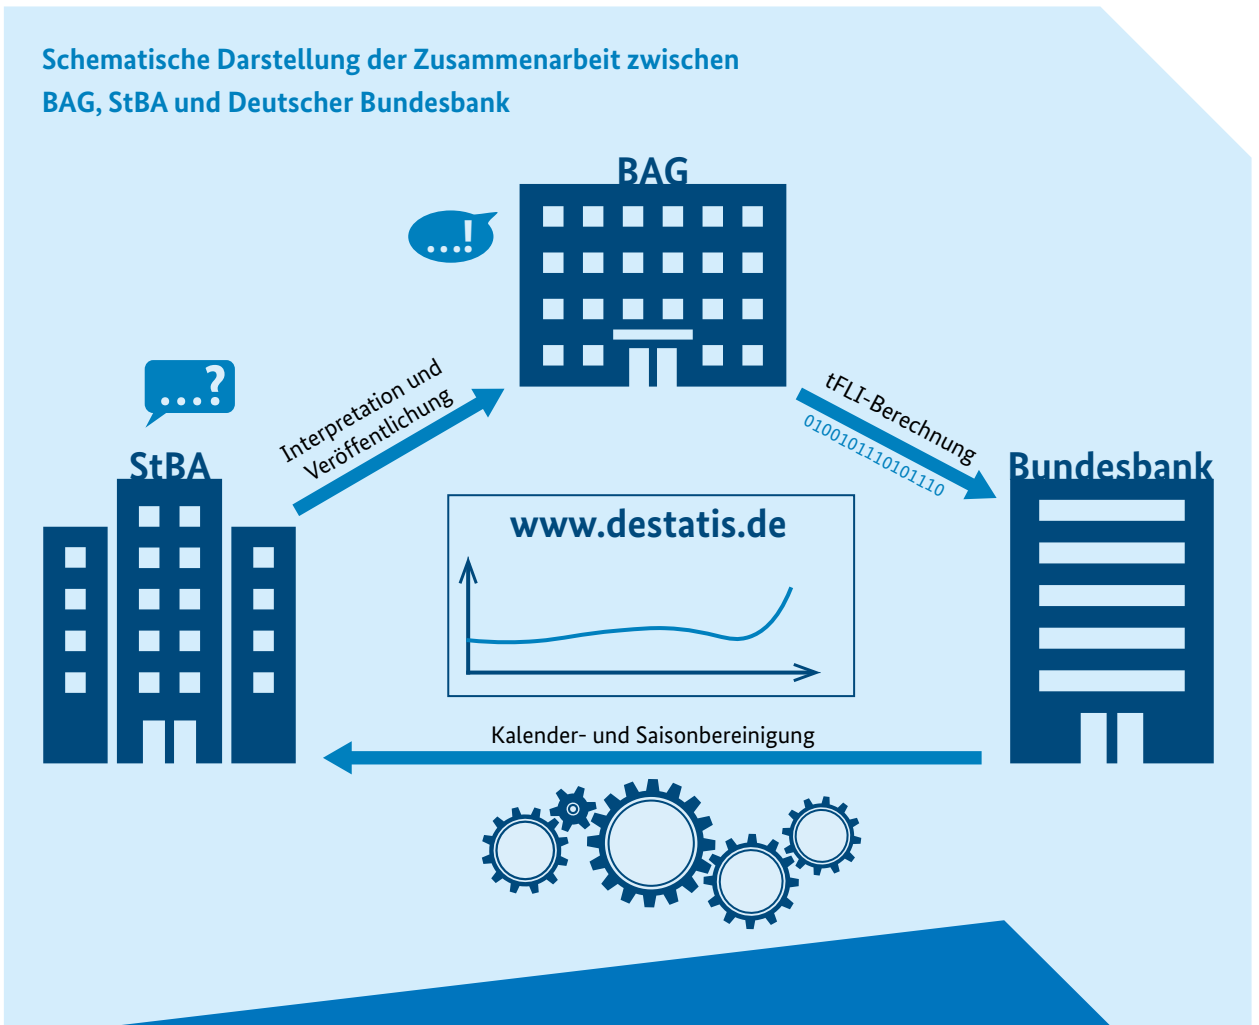 Schematische Darstellung der Zusammenarbeit zwischen
BAG, StBA und Deutscher Bundesbank
BAG
...!
...?
Interpretation und
Veröffentlichung
tFLI-Berechnung
0100101110101110
StBA
Bundesbank
www.destatis.de
Kalender- und Saisonbereinigung